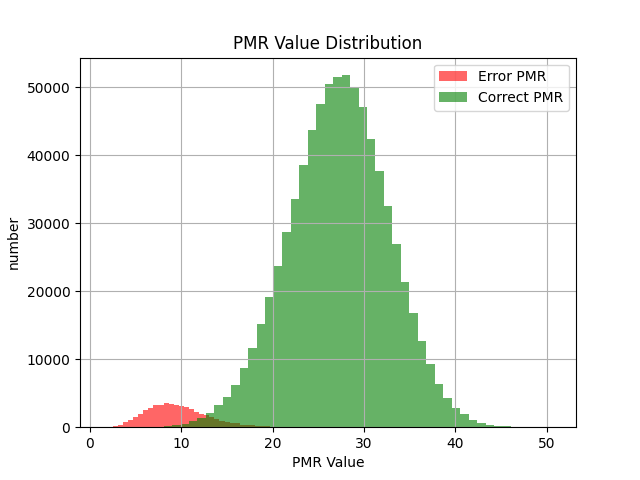 PMR Value Distribution
Error PMR
Correct PMR
50000
40000
30000
20000
10000
0
number
0 10 20 30 40 50
PMR Value